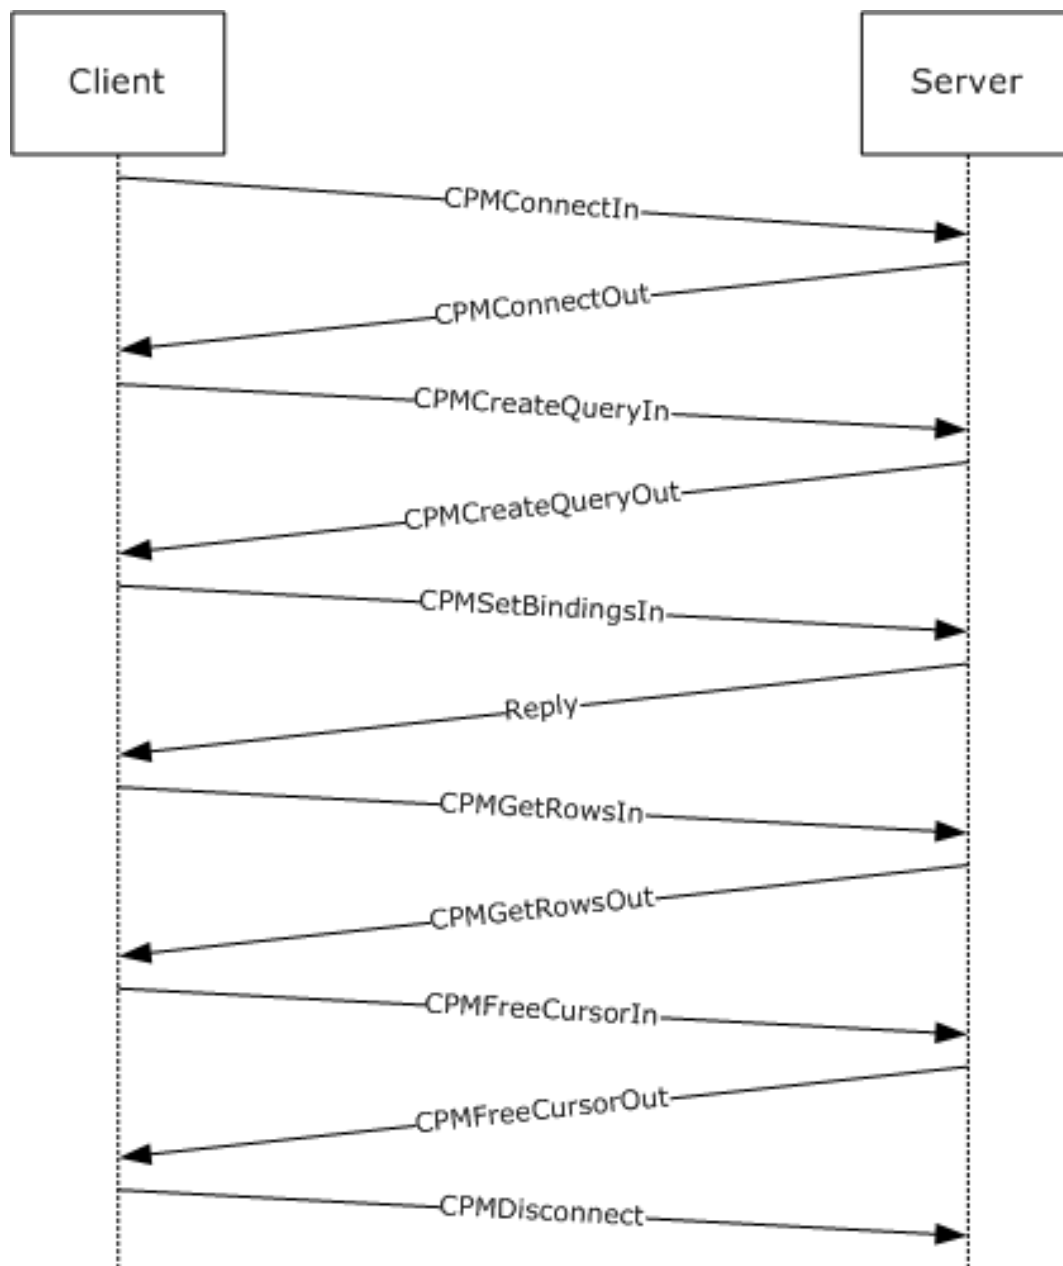 Client
Server
CPMConnectIn
CPMConnectOut
CPMCreateQueryIn
CPMCreateQueryOut
CPMSetBindingsIn
Reply
CPMGetRowsIn
CPMGetRowsOut
CPMFreeCursorIn
CPMFreeCursorOut
CPMDisconnect